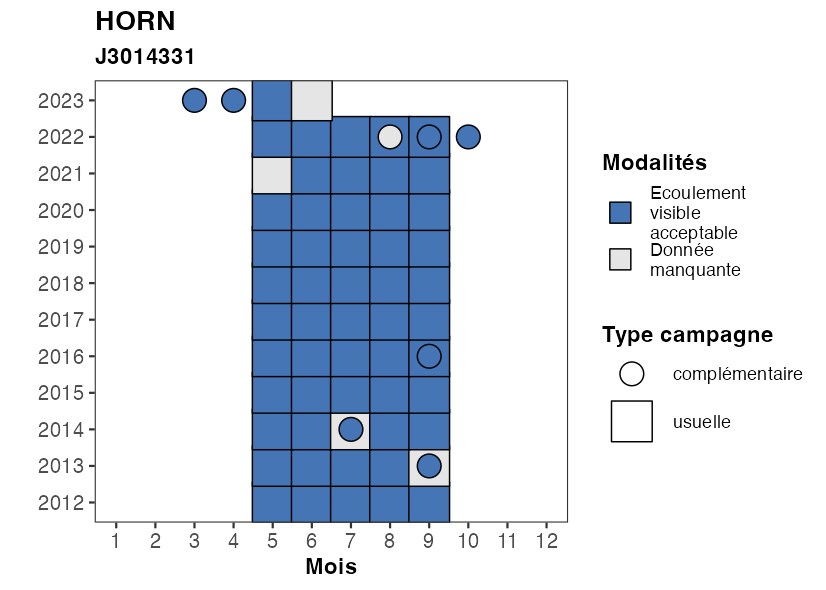 HORN
J3014331
2023
2022
2021
2020
2019
2018
2017
2016
2015
2014
2013
2012
1 2 3 4 5 6 7 8 9 10 11 12
Mois
Modalités
Ecoulement
visible
acceptable
Donnée
manquante
Type campagne
complémentaire
usuelle